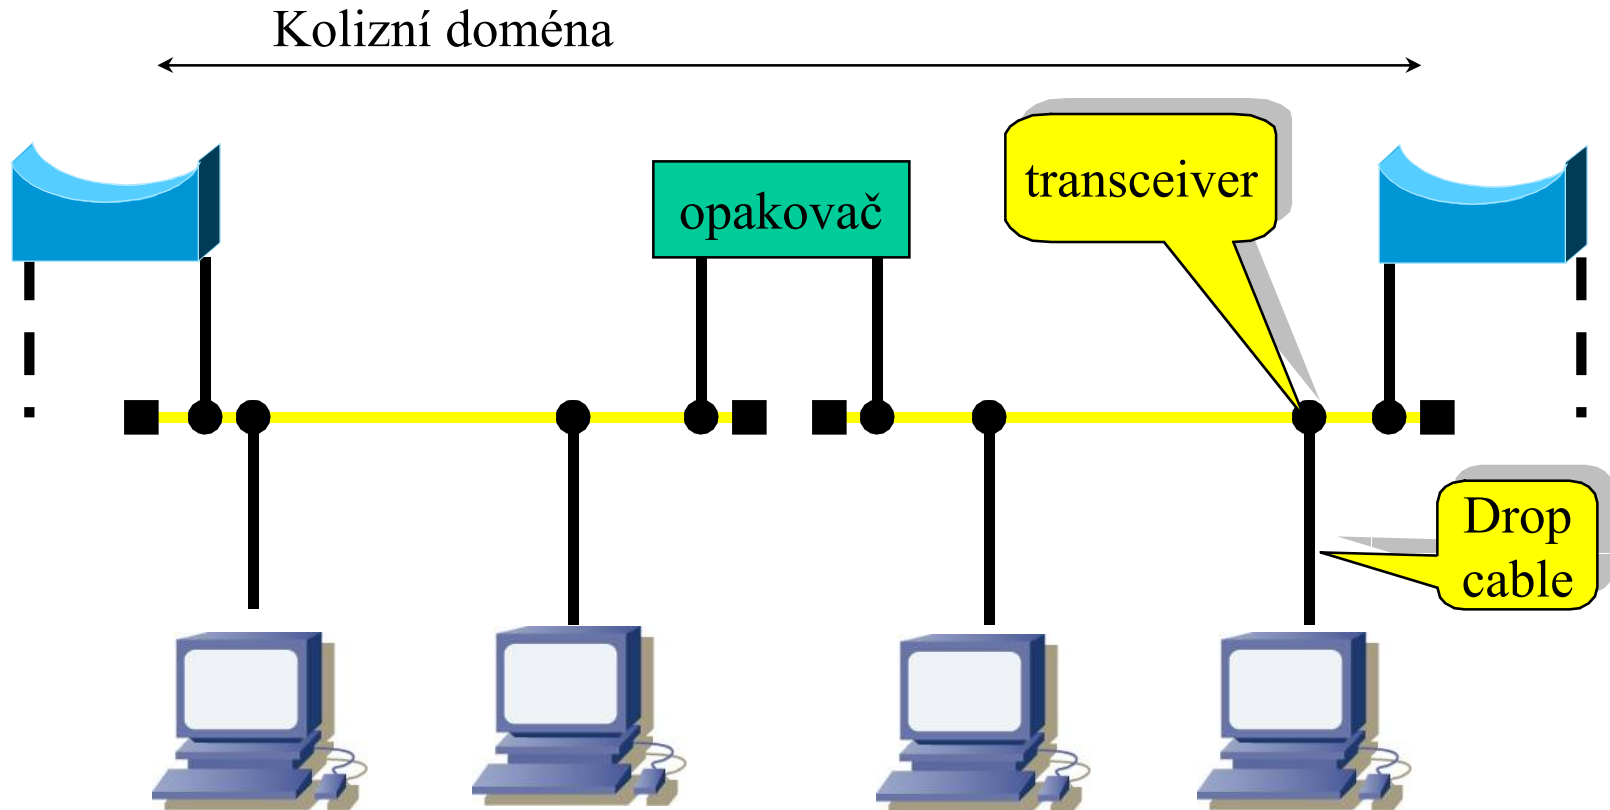 Kolizní doména
transceiver
opakovač
Drop
cable